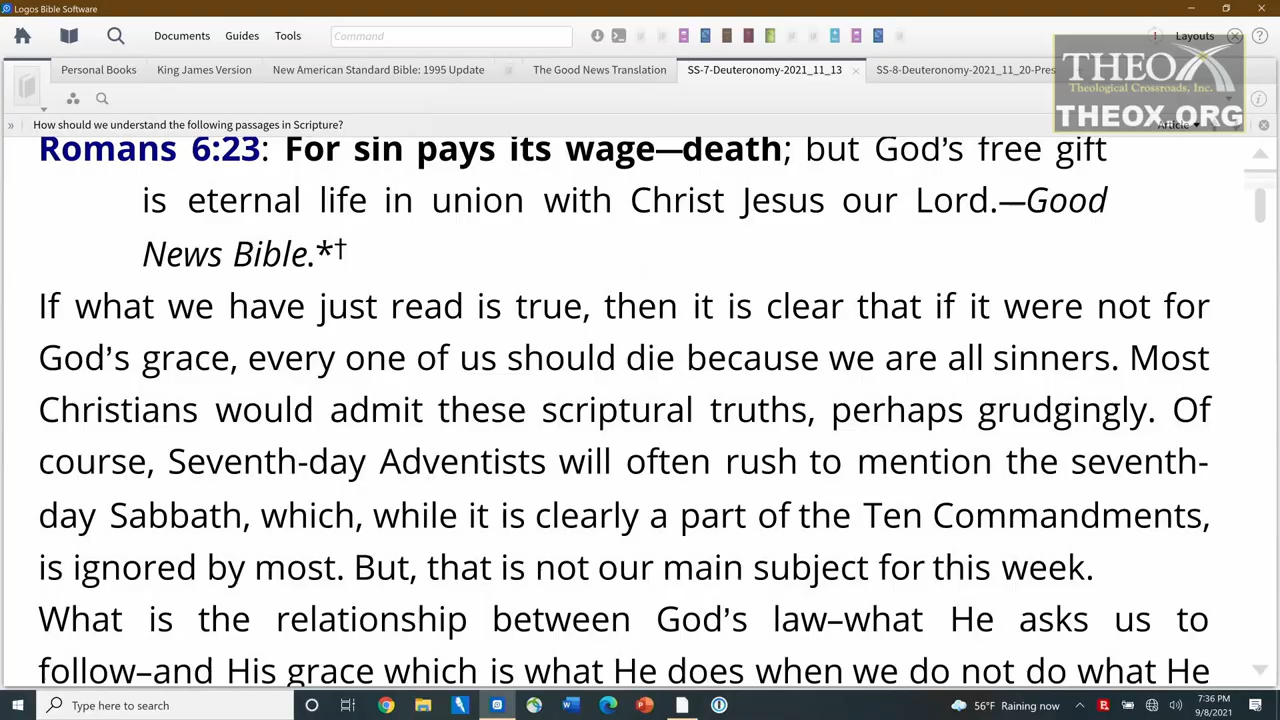 Logos Bible Software
Documents Guides Tools Command Layouts
Personal Books King James Version New American 1995 Update The Good News Translation SS-7-Deuteronomy-2021_11_13 SS-8-Deuteronomy-2021_11_20-Pres
THEOX
Theological Crossroads, Inc.
THEOX.ORG
» How should we understand the following passages in Scripture? Article
Romans 6:23: For sin pays its wage—death; but God’s free gift
is eternal life in union with Christ Jesus our Lord.—Good
News Bible.*†
If what we have just read is true, then it is clear that if it were not for
God’s grace, every one of us should die because we are all sinners. Most
Christians would admit these scriptural truths, perhaps grudgingly. Of
course, Seventh-day Adventists will often rush to mention the seventh-
day Sabbath, which, while it is clearly a part of the Ten Commandments,
is ignored by most. But, that is not our main subject for this week.
What is the relationship between God’s law–what He asks us to
follow–and His grace which is what He does when we do not do what He
Type here to search
56°F Raining now
7:36 PM
9/8/2021